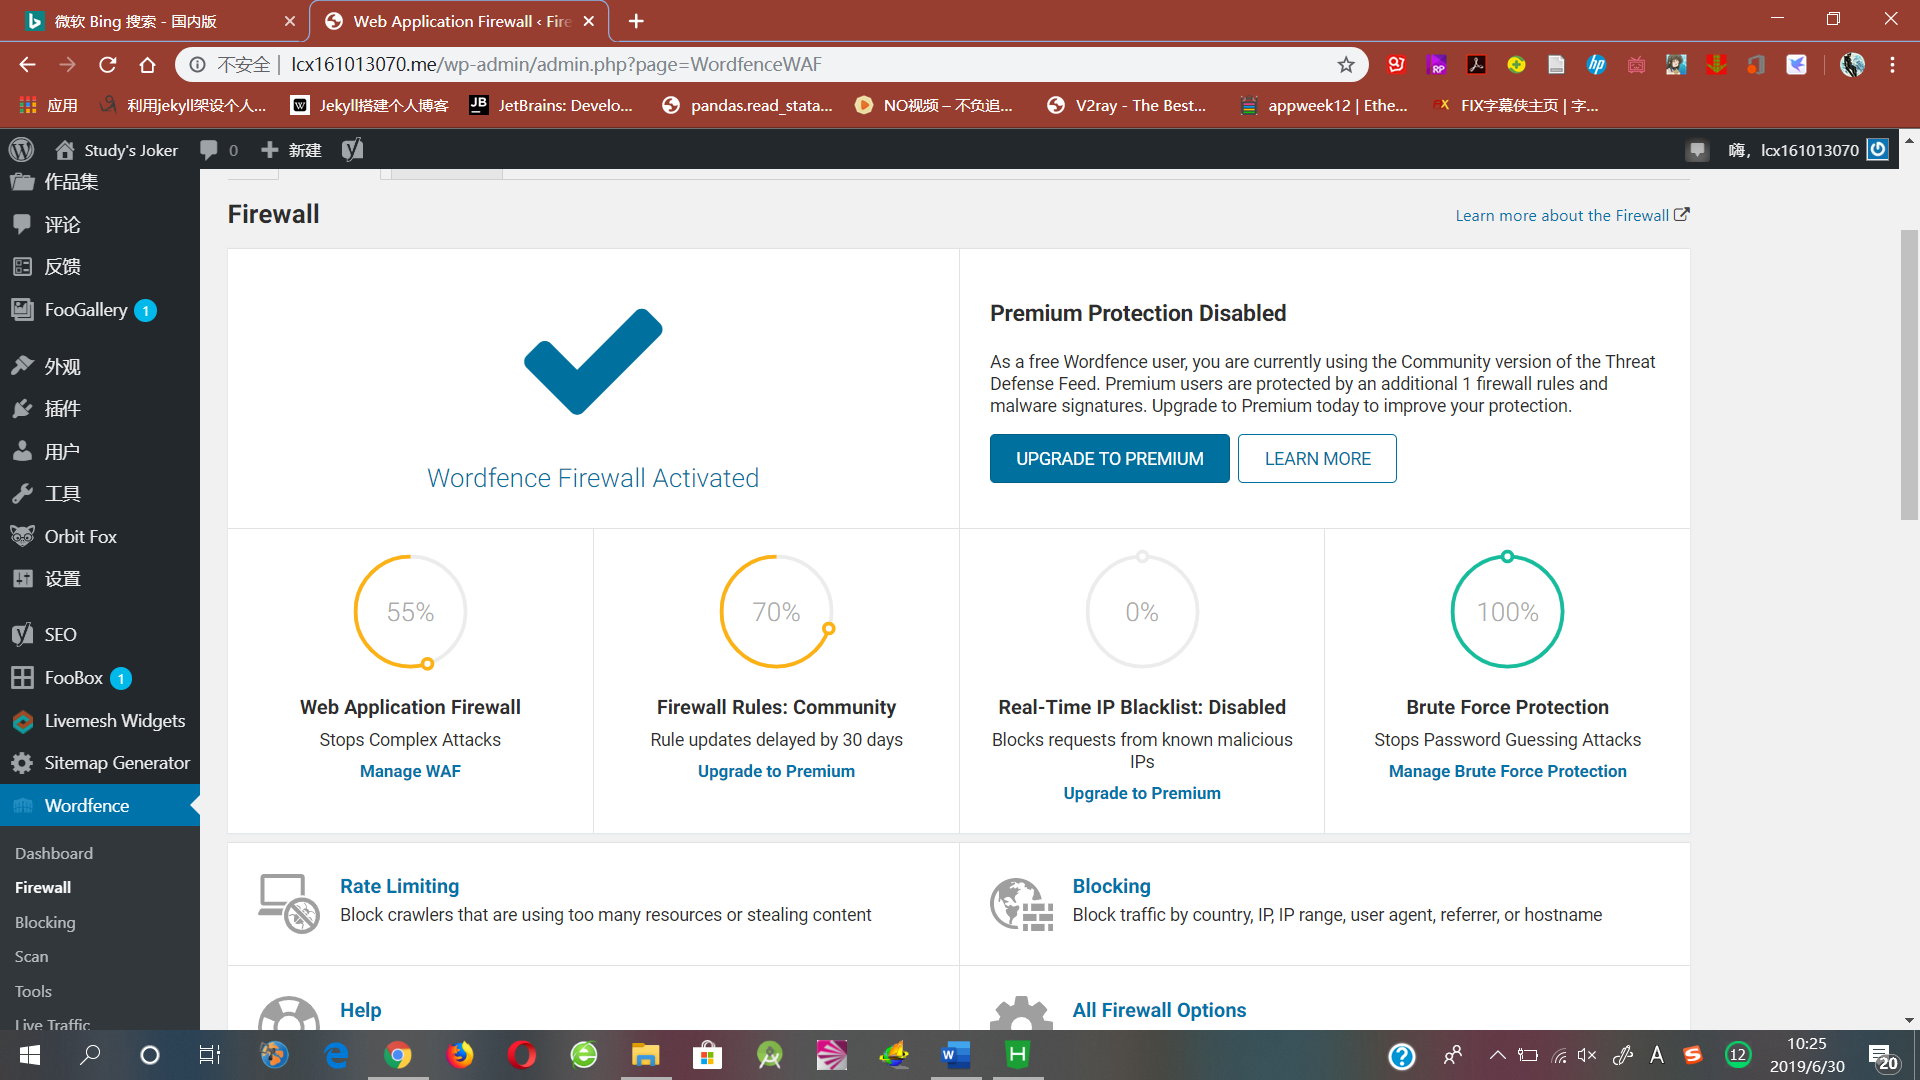 微软 Bing 搜索 - 国内版
Web Application Firewall ‹ Fire
不安全 | lcx161013070.me/wp-admin/admin.php?page=WordfenceWAF
应用
利用jekyll架设个人...
Jekyll搭建个人博客
JetBrains: Develo...
pandas.read_stata...
NO视频 – 不负追...
V2ray - The Best...
appweek12 | Ethe...
FIX字幕侠主页 | 字...
Study's Joker
0
新建
嗨，lcx161013070
作品集
评论
反馈
FooGallery 1
外观
插件
用户
工具
Orbit Fox
设置
SEO
FooBox 1
Livemesh Widgets
Sitemap Generator
Wordfence
Dashboard
Firewall
Blocking
Scan
Tools
Live Traffic
Firewall
Learn more about the Firewall
Wordfence Firewall Activated
Premium Protection Disabled
As a free Wordfence user, you are currently using the Community version of the Threat
Defense Feed. Premium users are protected by an additional 1 firewall rules and
malware signatures. Upgrade to Premium today to improve your protection.
UPGRADE TO PREMIUM
LEARN MORE
55%
Web Application Firewall
Stops Complex Attacks
Manage WAF
70%
Firewall Rules: Community
Rule updates delayed by 30 days
Upgrade to Premium
0%
Real-Time IP Blacklist: Disabled
Blocks requests from known malicious
IPs
Upgrade to Premium
100%
Brute Force Protection
Stops Password Guessing Attacks
Manage Brute Force Protection
Rate Limiting
Block crawlers that are using too many resources or stealing content
Blocking
Block traffic by country, IP, IP range, user agent, referrer, or hostname
Help
All Firewall Options
12
10:25
2019/6/30
20